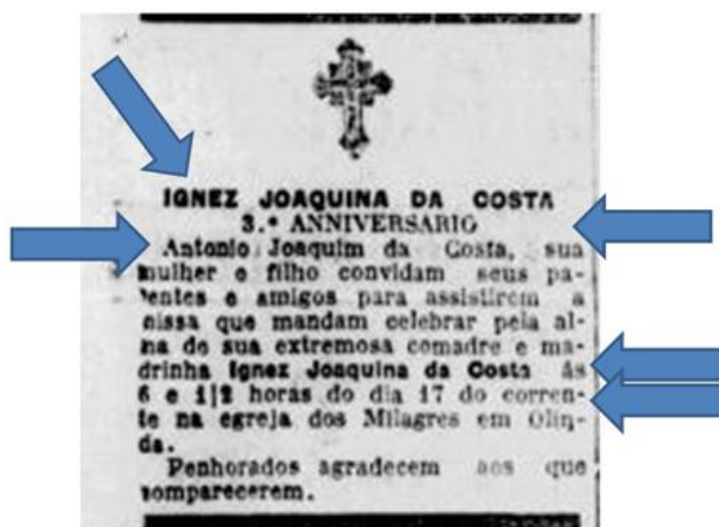 IGNEZ JOAQUINA DA COSTA
3.º ANNIVERSARIO
Antonio Joaquim da Costa, sua
mulher e filho convidam seus pa-
rentes e amigos para assistirem a
missa que mandam celebrar pela al-
ma de sua extremosa comadre e ma-
drinha Ignez Joaquina da Costa ás
6 e 1|2 horas do dia 17 do corren-
te na egreja dos Milagres em Olin-
da.
Penhorados agradecem aos que
comparecerem.